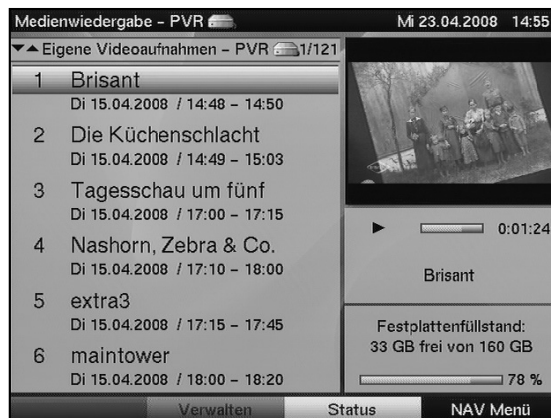 Medienwiedergabe – PVR
Mi 23.04.2008 14:55
Eigene Videoaufnahmen – PVR 1/121
1 Brisant
Di 15.04.2008 / 14:48 – 14:50
2 Die Küchenschlacht
Di 15.04.2008 / 14:49 – 15:03
3 Tagesschau um fünf
Di 15.04.2008 / 17:00 – 17:15
4 Nashorn, Zebra & Co.
Di 15.04.2008 / 17:10 – 18:00
5 extra3
Di 15.04.2008 / 17:15 – 17:45
6 maintower
Di 15.04.2008 / 18:00 – 18:20
0:01:24
Brisant
Festplattenfüllstand:
33 GB frei von 160 GB
78 %
Verwalten
Status
NAV Menü